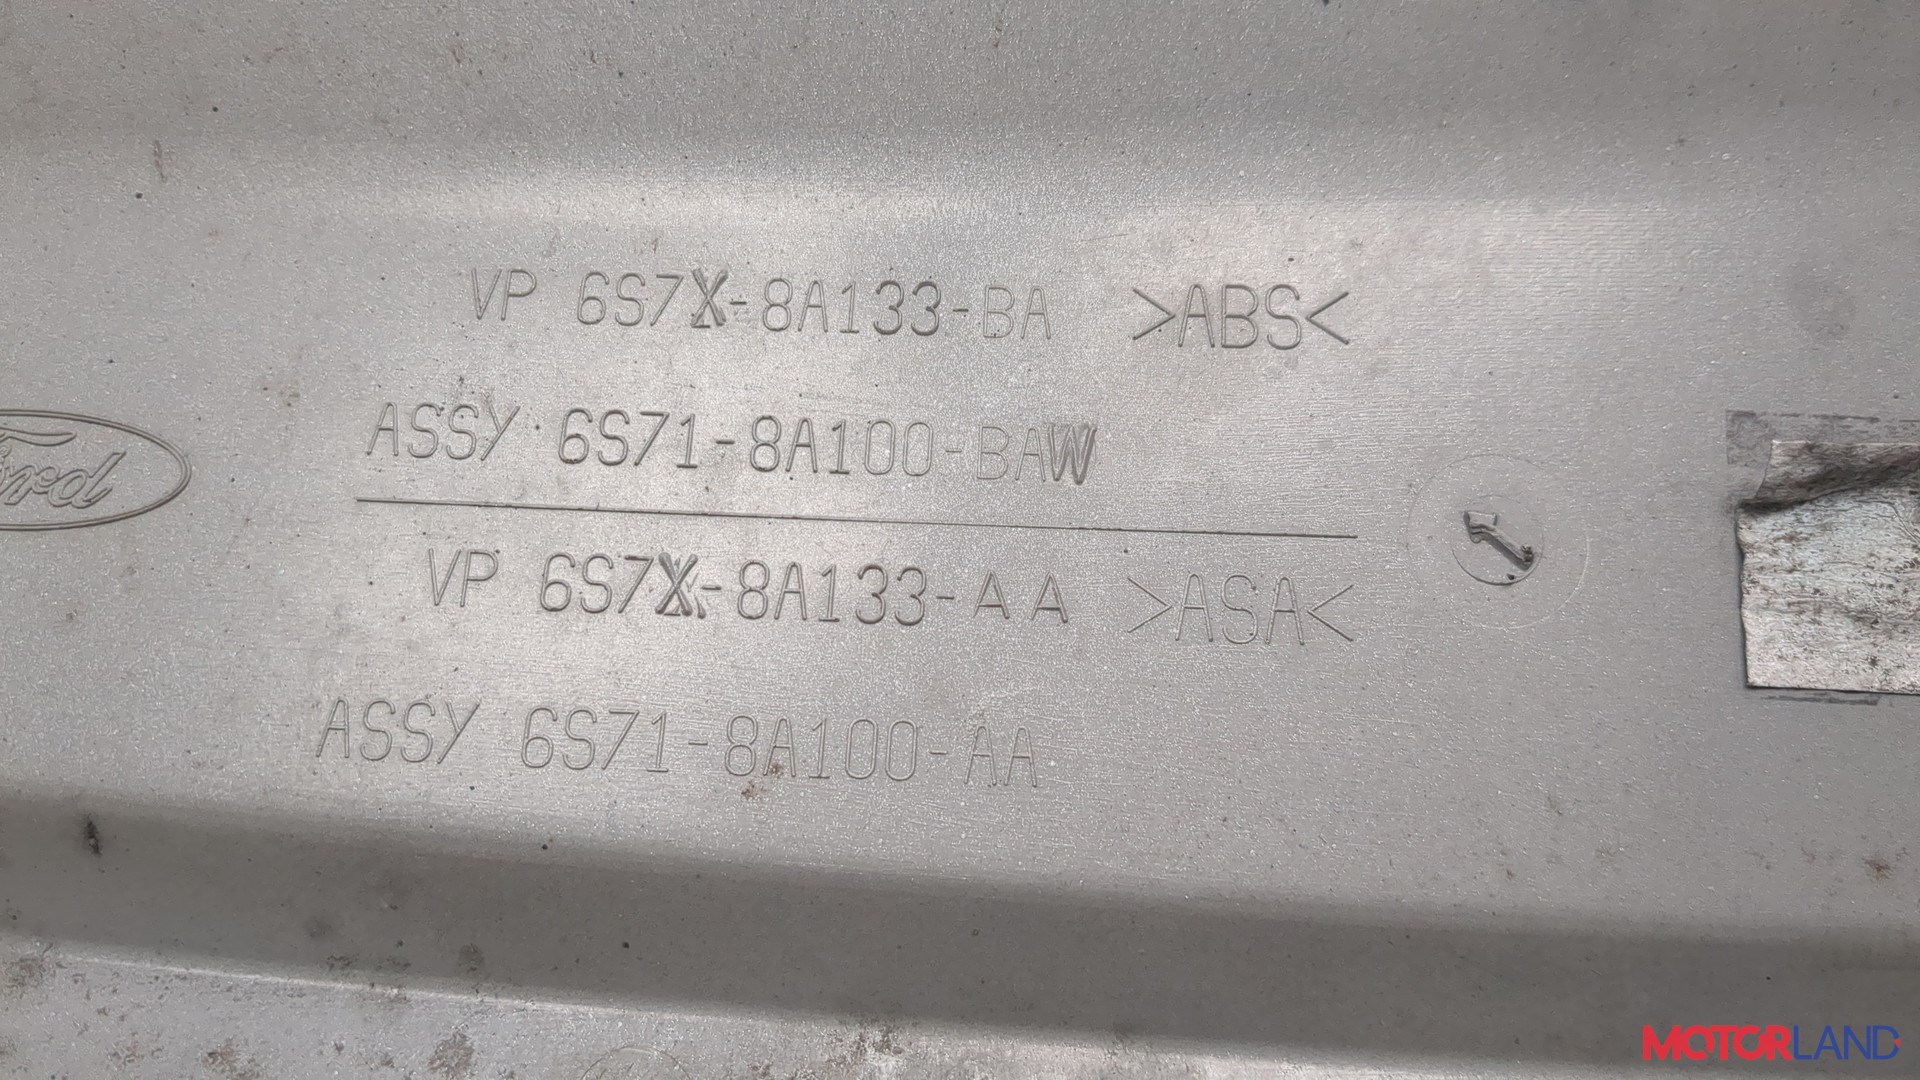 VP 6S7X-8A133-BA >ABS<
ASSY 6S71-8A100-BAW
Ford
VP 6S7X-8A133-AA >ASA<
ASSY 6S71-8A100-AA
MOTORLAND